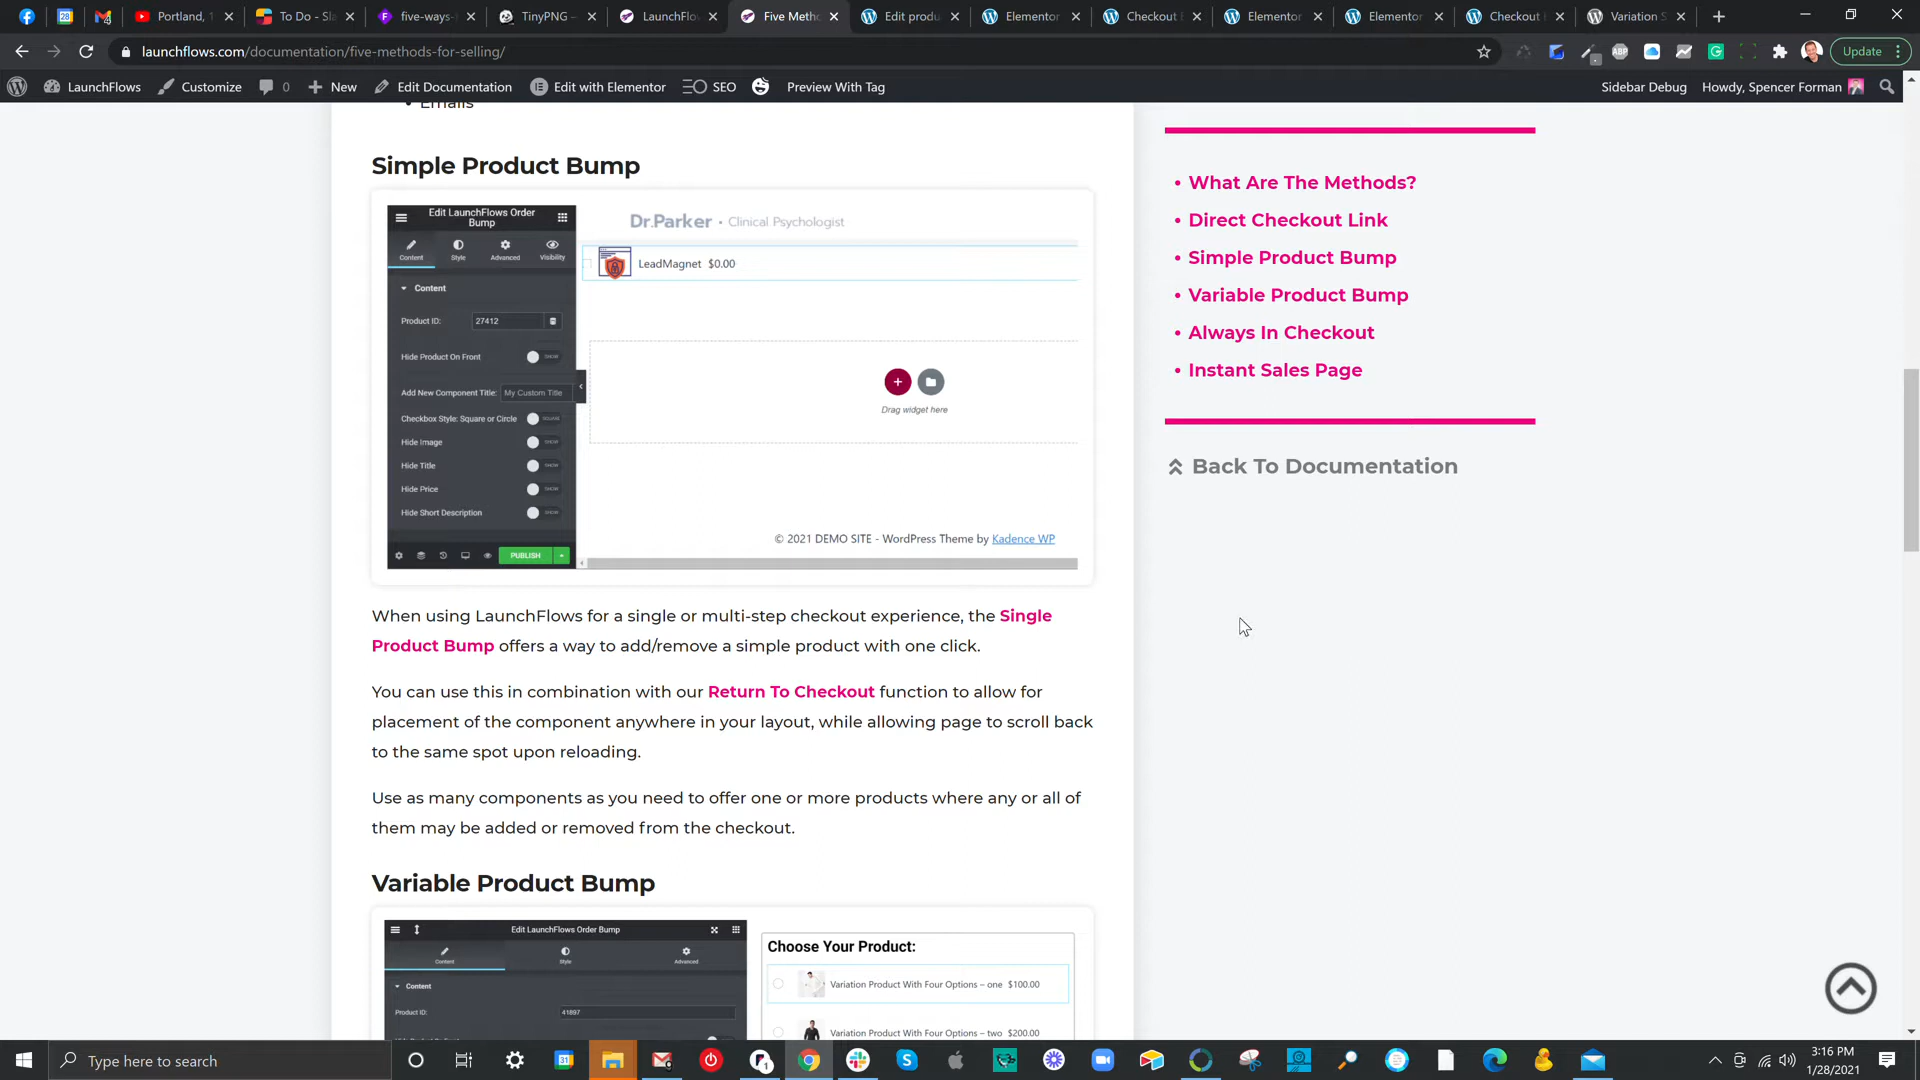 Portland, 
To Do - Sla
five-ways-
TinyPNG –
LaunchFlo
Five Metho
Edit produ
Elementor
Checkout
Elementor
Elementor
Checkout
Variation S
launchflows.com/documentation/five-methods-for-selling/
Update
LaunchFlows
Customize
0
New
Edit Documentation
Edit with Elementor
SEO
Preview With Tag
Sidebar Debug
Howdy, Spencer Forman
• Emails
Simple Product Bump
Edit LaunchFlows Order
Bump
Content
Style
Advanced
Visibility
Content
Product ID:
27412
Hide Product On Front
SHOW
Add New Component Title:
My Custom Title
Checkbox Style: Square or Circle
SQUARE
Hide Image
SHOW
Hide Title
SHOW
Hide Price
SHOW
Hide Short Description
SHOW
PUBLISH
Dr.Parker • Clinical Psychologist
LeadMagnet $0.00
Drag widget here
© 2021 DEMO SITE - WordPress Theme by Kadence WP
When using LaunchFlows for a single or multi-step checkout experience, the Single
Product Bump offers a way to add/remove a simple product with one click.
You can use this in combination with our Return To Checkout function to allow for
placement of the component anywhere in your layout, while allowing page to scroll back
to the same spot upon reloading.
Use as many components as you need to offer one or more products where any or all of
them may be added or removed from the checkout.
Variable Product Bump
Edit LaunchFlows Order Bump
Content
Style
Advanced
Content
Product ID:
41897
Choose Your Product:
Variation Product With Four Options – one $100.00
Variation Product With Four Options – two $200.00
• What Are The Methods?
• Direct Checkout Link
• Simple Product Bump
• Variable Product Bump
• Always In Checkout
• Instant Sales Page
Back To Documentation
Type here to search
3:16 PM
1/28/2021